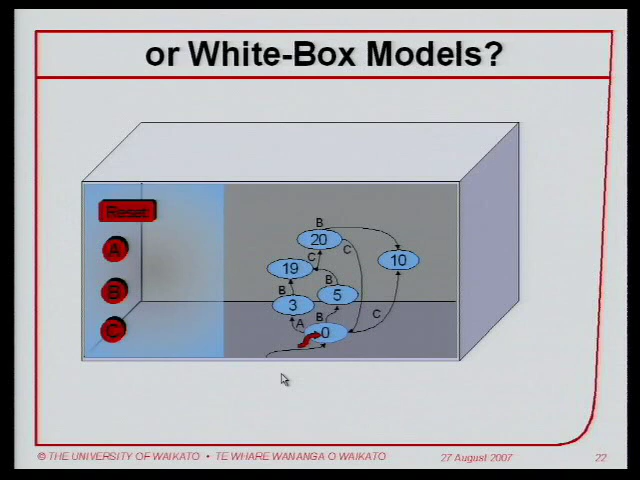 or White-Box Models?
Reset
A
B
C
B
20
C
10
C
19
B
B
5
3
C
B
A
0
© THE UNIVERSITY OF WAIKATO • TE WHARE WANANGA O WAIKATO 27 August 2007 22